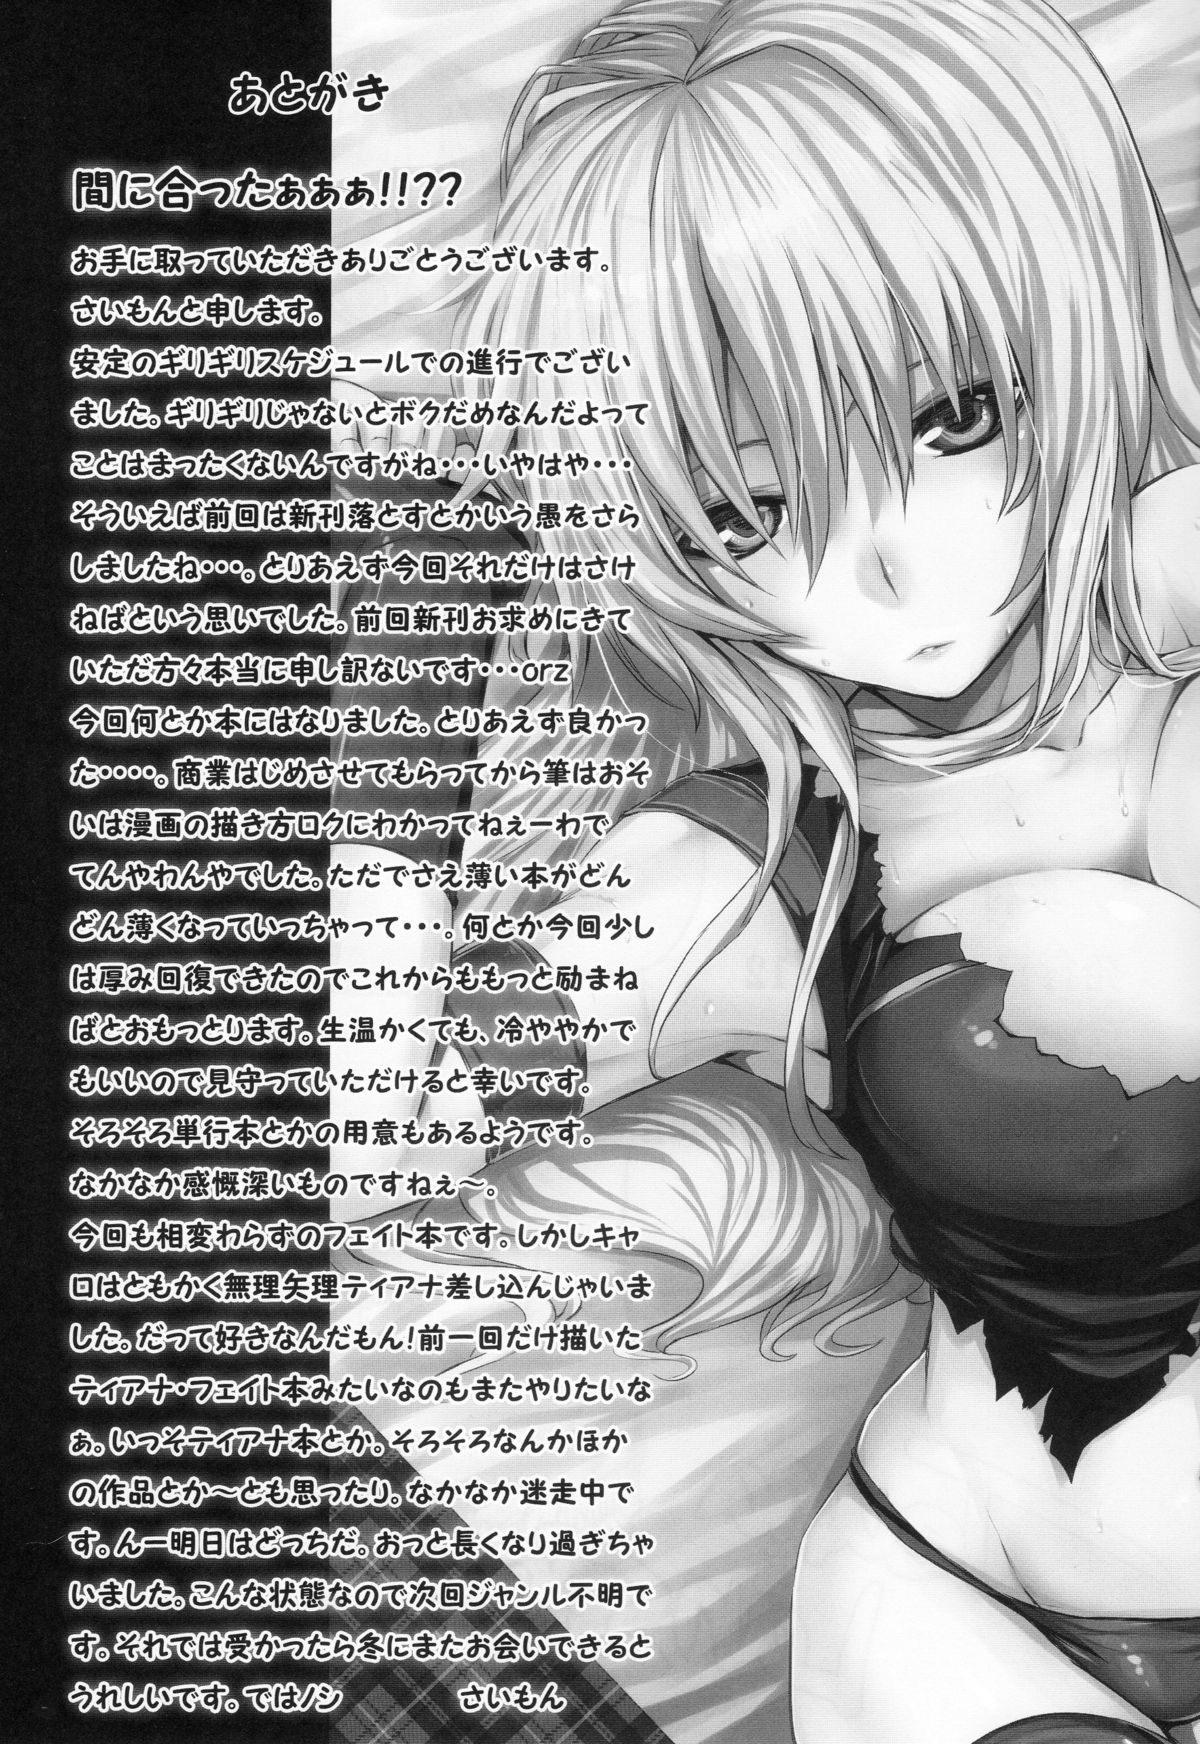 あとがき
間に合ったぁぁぁ!!??
お手に取っていただきありごとうございます。
さいもんと申します。
安定のギリギリスケジュールでの進行でござい
ました。ギリギリじゃないとボクだめなんだよって
ことはまったくないんですがね・・・いやはや・・・
そういえば前回は新刊落とすとかいう愚をさら
しましたね・・・。とりあえず今回それだけはさけ
ねばという思いでした。前回新刊お求めにきて
いただ方々本当に申し訳ないです・・・orz
今回何とか本にはなりました。とりあえず良かっ
た・・・・。商業はじめさせてもらってから筆はおそ
いは漫画の描き方ロクにわかってねぇーわで
てんやわんやでした。ただでさえ薄い本がどん
どん薄くなっていっちゃって・・・。何とか今回少し
は厚み回復できたのでこれからももっと励まね
ばとおもっとります。生温かくても、冷ややかで
もいいので見守っていただけると幸いです。
そろそろ単行本とかの用意もあるようです。
なかなか感慨深いものですねぇ～。
今回も相変わらずのフェイト本です。しかしキャ
ロはともかく無理矢理ティアナ差し込んじゃいま
した。だって好きなんだもん!前一回だけ描いた
ティアナ・フェイト本みたいなのもまたやりたいな
ぁ。いっそティアナ本とか。そろそろなんかほか
の作品とか～とも思ったり。なかなか迷走中で
す。んー明日はどっちだ。おっと長くなり過ぎちゃ
いました。こんな状態なので次回ジャンル不明で
す。それでは受かったら冬にまたお会いできると
うれしいです。ではノシ さいもん